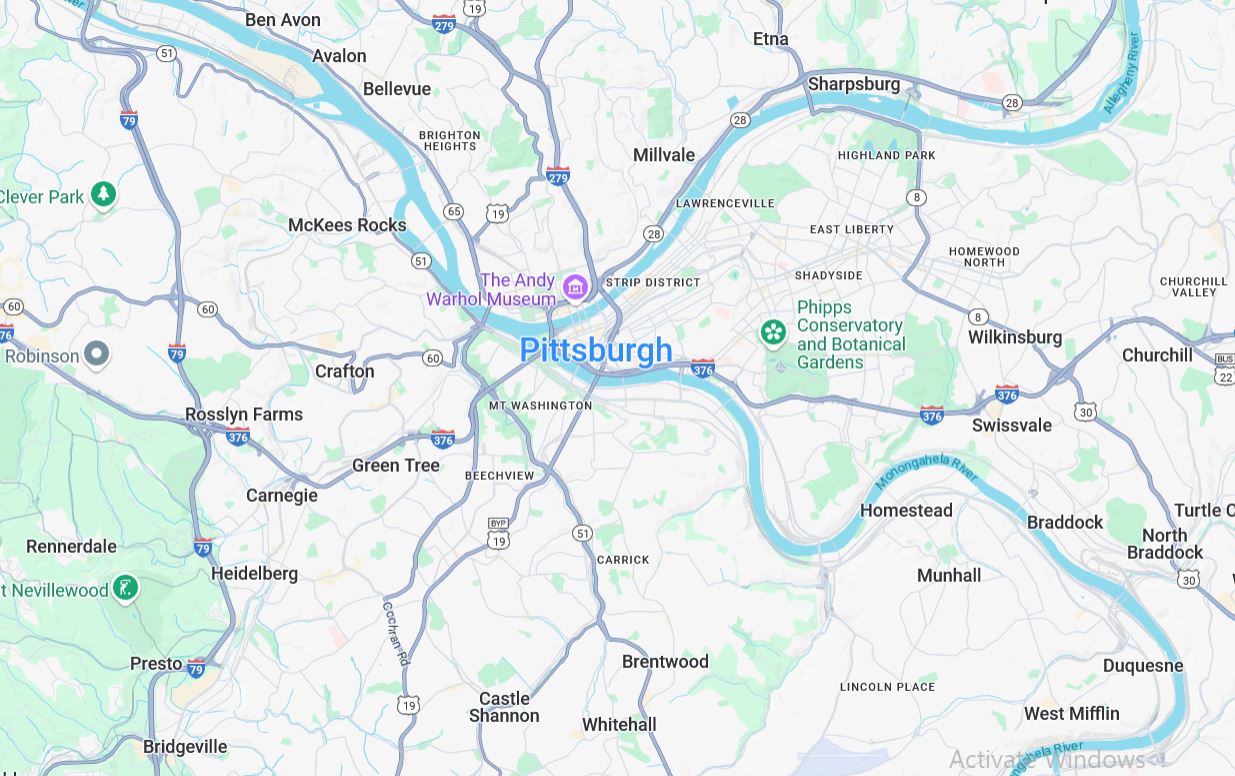 Ben Avon
279
19
51
Avalon
Etna
Bellevue
Sharpsburg
Allegheny River
79
28
28
BRIGHTON
HEIGHTS
Millvale
HIGHLAND PARK
279
Clever Park
65
19
LAWRENCEVILLE
8
McKees Rocks
28
EAST LIBERTY
51
HOMEWOOD
NORTH
The Andy
Warhol Museum
STRIP DISTRICT
SHADYSIDE
CHURCHILL
VALLEY
60
60
Phipps
Conservatory
and Botanical
Gardens
8
76
Robinson
79
60
Pittsburgh
Wilkinsburg
Churchill
BUS
22
Crafton
376
376
MT WASHINGTON
Rosslyn Farms
376
376
376
30
Swissvale
Green Tree
BEECHVIEW
Monongahela River
Carnegie
Homestead
Braddock
Turtle C
BYP
19
51
North
Braddock
Rennerdale
79
CARRICK
Heidelberg
Munhall
30
t Nevillewood
Cochran Rd
Presto
79
Brentwood
Duquesne
LINCOLN PLACE
Castle
Shannon
19
Whitehall
West Mifflin
Bridgeville
ongahela River
Activate Windows